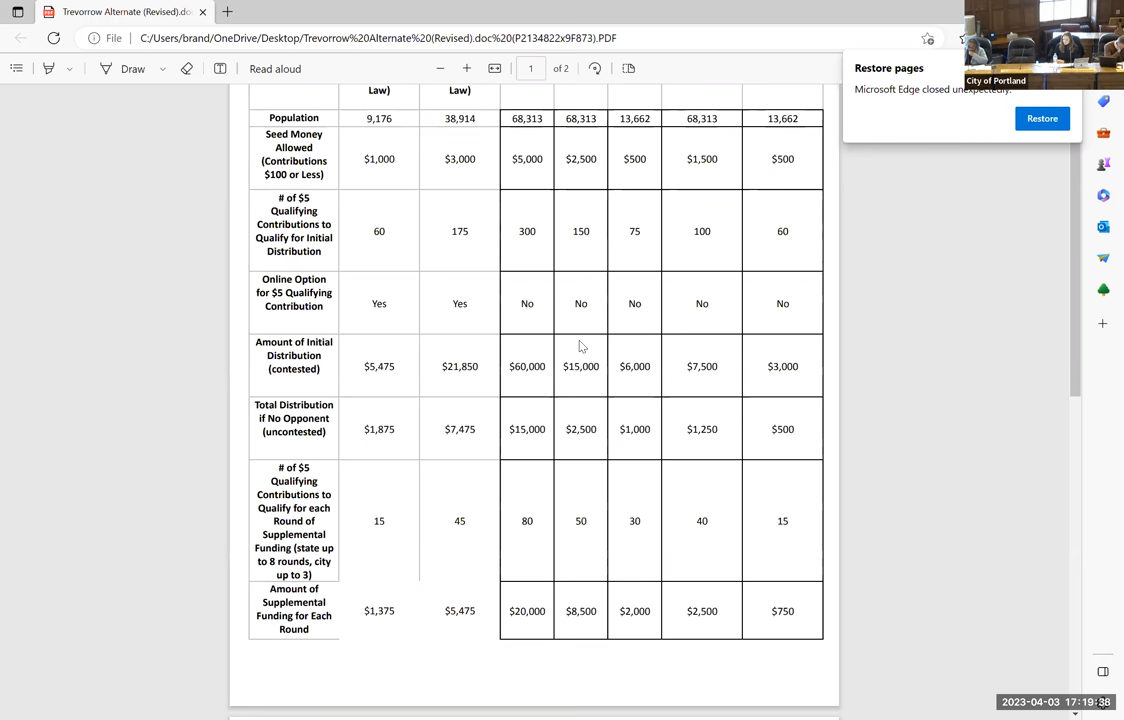 Trevorrow Alternate (Revised).do
File
C:/Users/brand/OneDrive/Desktop/Trevorrow%20Alternate%20(Revised).doc%20(P2134822x9F873).PDF
Draw
Read aloud
1
of 2
Restore pages
Microsoft Edge closed unexpectedly.
Restore
City of Portland
Law) Law)
Population 9,176 38,914 68,313 68,313 13,662 68,313 13,662
Seed Money
Allowed
(Contributions $1,000 $3,000 $5,000 $2,500 $500 $1,500 $500
$100 or Less)
# of $5
Qualifying
Contributions to 60 175 300 150 75 100 60
Qualify for Initial
Distribution
Online Option
for $5 Qualifying Yes Yes No No No No No
Contribution
Amount of Initial
Distribution
(contested) $5,475 $21,850 $60,000 $15,000 $6,000 $7,500 $3,000
Total Distribution
if No Opponent
(uncontested) $1,875 $7,475 $15,000 $2,500 $1,000 $1,250 $500
# of $5
Qualifying
Contributions to
Qualify for each
Round of 15 45 80 50 30 40 15
Supplemental
Funding (state up
to 8 rounds, city
up to 3)
Amount of
Supplemental
Funding for Each $1,375 $5,475 $20,000 $8,500 $2,000 $2,500 $750
Round
2023-04-03 17:19:38